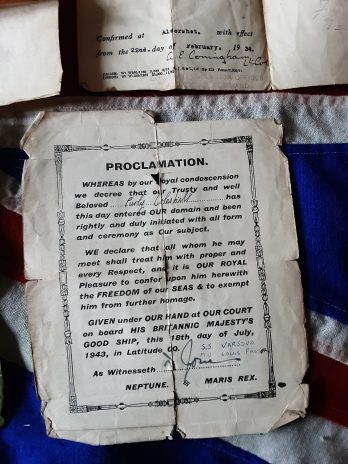 Confirmed at Aldershot. with effect
from the 22nd. day of February, 1934.
PROCLAMATION.
WHEREAS by our Royal condescension
we decree that our Trusty and well
Beloved has
this day entered OUR domain and been
rightly and duly initiated with all form
and ceremony as Our subject.
WE declare that all whom he may
meet shall treat him with proper and
every Respect, and it is OUR ROYAL
Pleasure to confer upon him herewith
the FREEDOM of our SEAS & to exempt
him from further homage.
GIVEN under OUR HAND at OUR COURT
on board HIS BRITANNIC MAJESTY'S
GOOD SHIP, this 18th day of July,
1943, in Latitude 00.
S.S VARSOVA
As Witnesseth
NEPTUNE. MARIS REX.